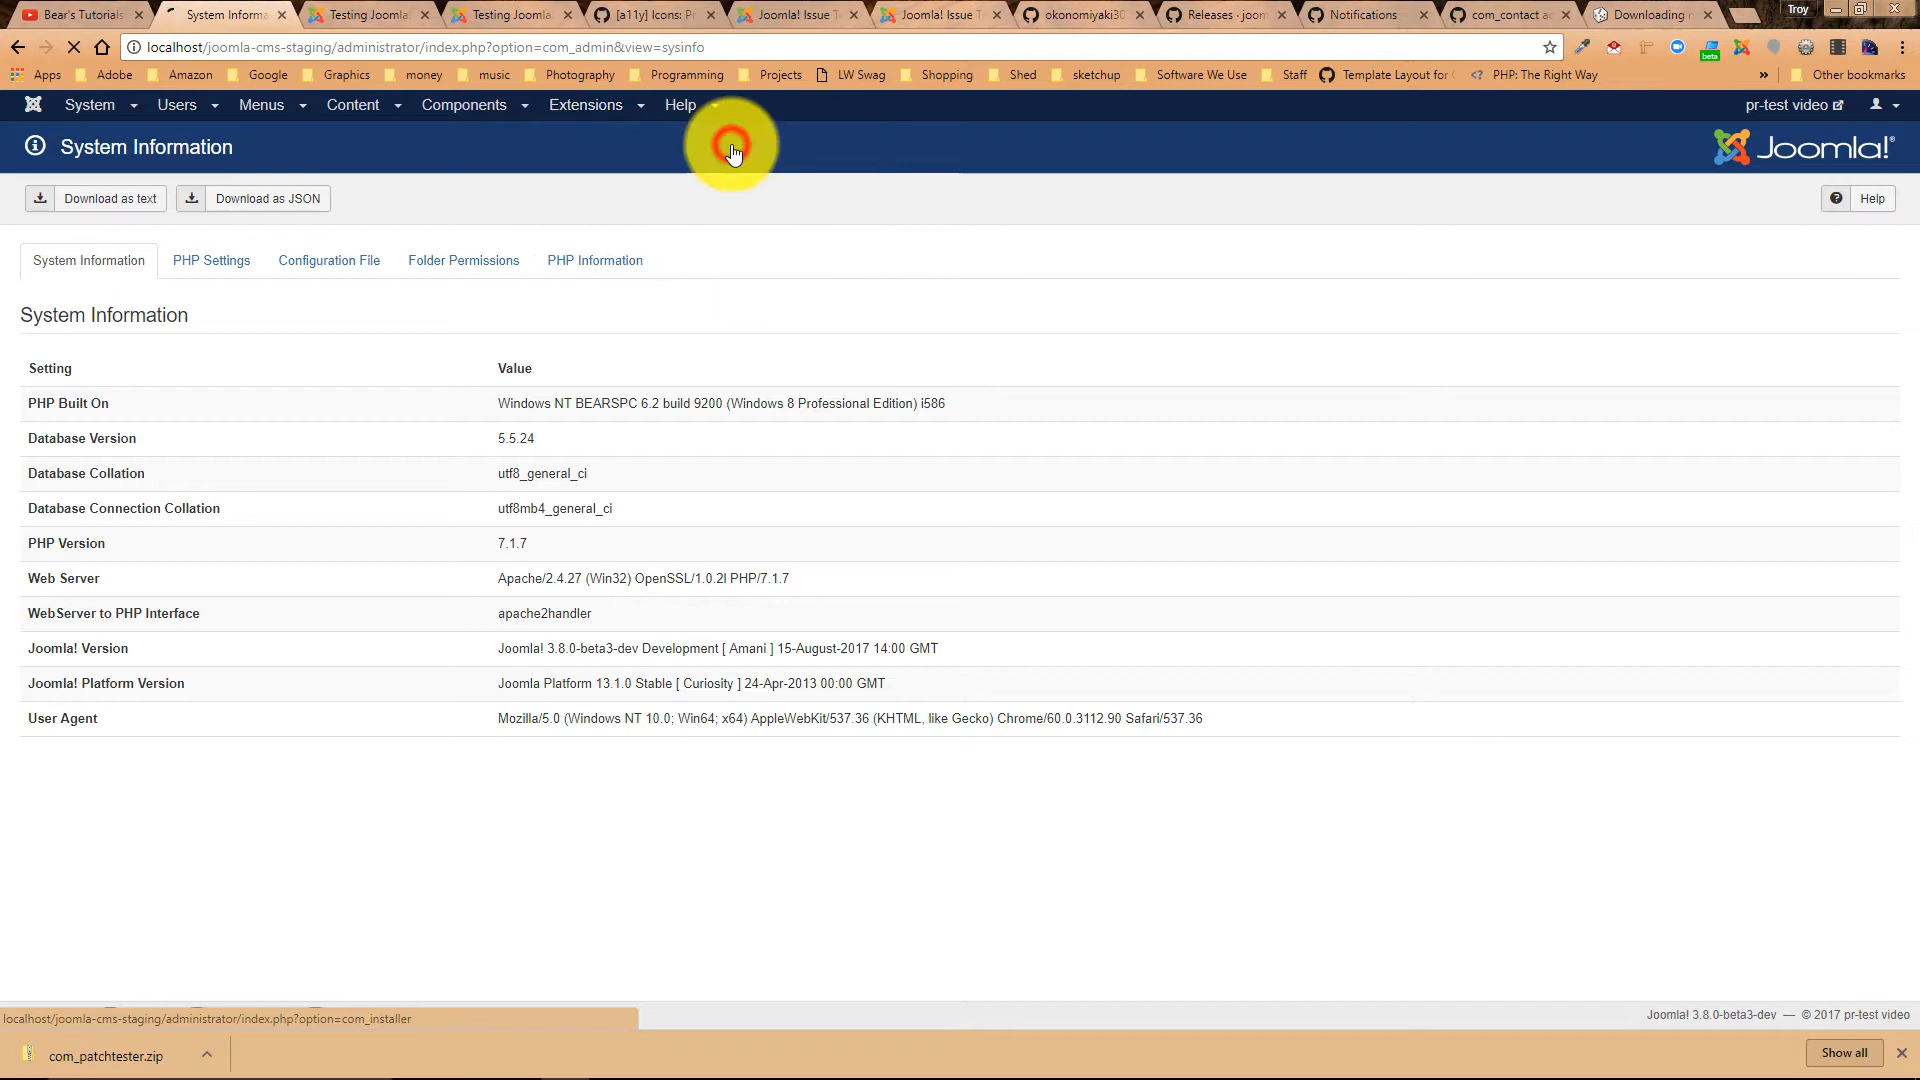 Bear's Tutorials
System Informa
Testing Joomla!
Testing Joomla
[a11y] Icons: Pr
Joomla! Issue T
Joomla! Issue T
okonomiyaki30
Releases · joom
Notifications
com_contact ac
Downloading n
Troy
localhost/joomla-cms-staging/administrator/index.php?option=com_admin&view=sysinfo
beta
Apps Adobe Amazon Google Graphics money music Photography Programming Projects LW Swag Shopping Shed sketchup Software We Use Staff Template Layout for PHP: The Right Way » Other bookmarks
System Users Menus Content Components Extensions Help pr-test video
System Information
Joomla!®
Download as text Download as JSON Help
System Information PHP Settings Configuration File Folder Permissions PHP Information
System Information
Setting Value
PHP Built On Windows NT BEARSPC 6.2 build 9200 (Windows 8 Professional Edition) i586
Database Version 5.5.24
Database Collation utf8_general_ci
Database Connection Collation utf8mb4_general_ci
PHP Version 7.1.7
Web Server Apache/2.4.27 (Win32) OpenSSL/1.0.2l PHP/7.1.7
WebServer to PHP Interface apache2handler
Joomla! Version Joomla! 3.8.0-beta3-dev Development [ Amani ] 15-August-2017 14:00 GMT
Joomla! Platform Version Joomla Platform 13.1.0 Stable [ Curiosity ] 24-Apr-2013 00:00 GMT
User Agent Mozilla/5.0 (Windows NT 10.0; Win64; x64) AppleWebKit/537.36 (KHTML, like Gecko) Chrome/60.0.3112.90 Safari/537.36
localhost/joomla-cms-staging/administrator/index.php?option=com_installer
Joomla! 3.8.0-beta3-dev — © 2017 pr-test video
com_patchtester.zip
Show all